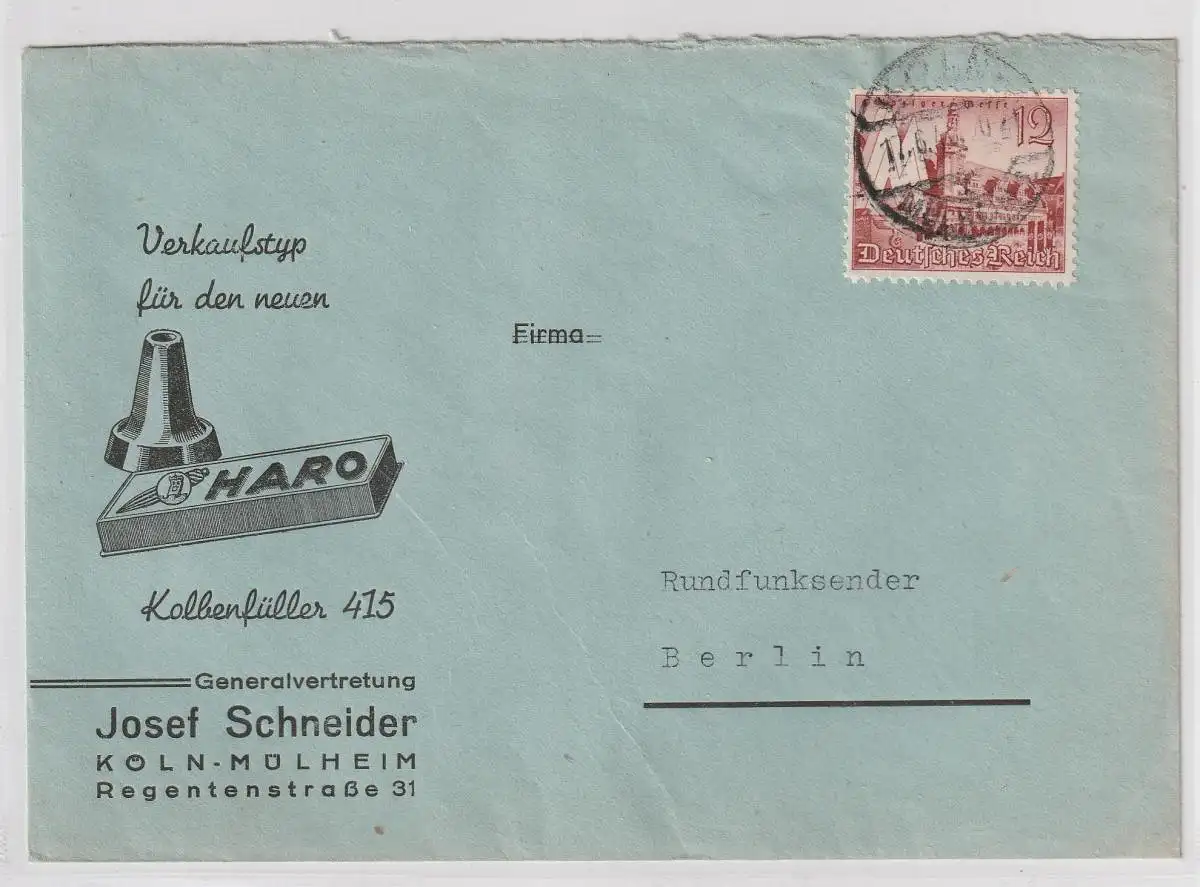 Verkaufstyp
für den neuen
HARO
Kolbenfüller 415
Generalvertretung
Josef Schneider
KÖLN-MÜLHEIM
Regentenstraße 31
Firma
Rundfunksender
Berlin
12
Deutsches Reich